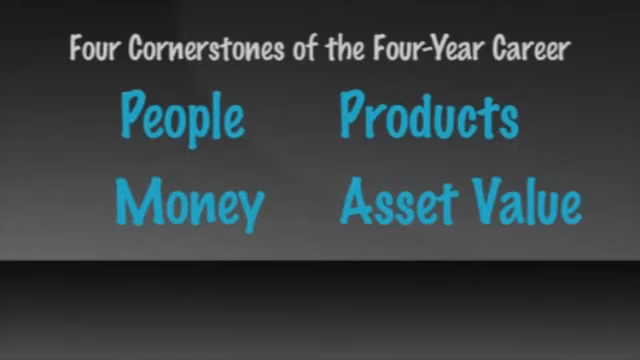 Four Cornerstones of the Four-Year Career
People Products
Money Asset Value